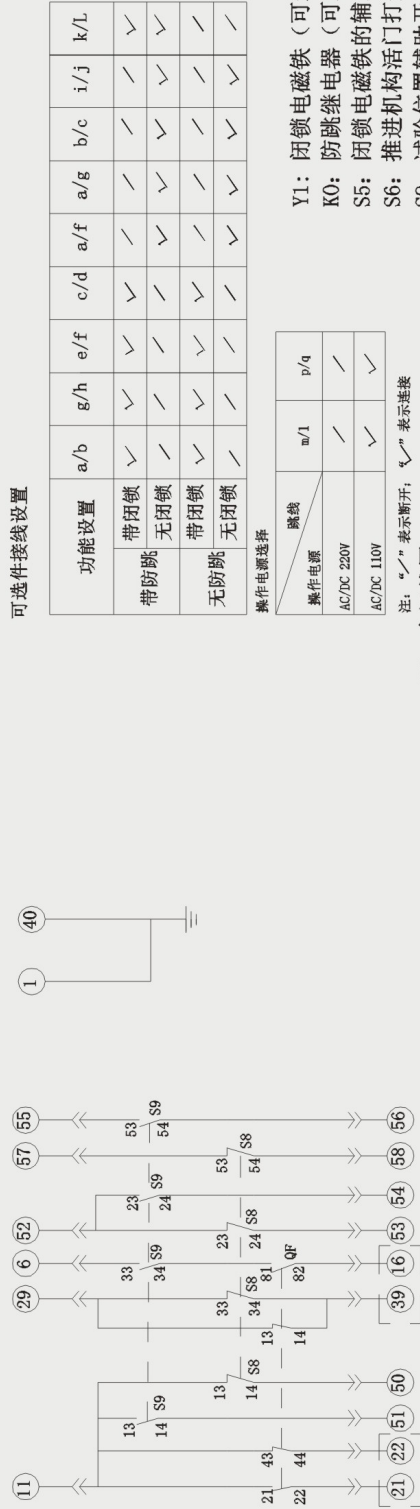 11 29 6 52 57 55 1 40
13 S9 14
33 S9 34
23 S9 24
53 S9 54
13 S8 14
33 S8 34
23 S8 24
53 S8 54
21 22
43 44
13 14
81 QF 82
21 22 51 50 39 16 53 54 58 56
可选件接线设置
功能设置 a/b g/h e/f c/d a/f a/g b/c i/j k/L
带防跳 带闭锁 ✓ ✓ ✓ ✓ / / / ✓ ✓
无闭锁 / / / / ✓ ✓ ✓ ✓ ✓
无防跳 带闭锁 ✓ ✓ ✓ ✓ / / / / /
无闭锁 / / / / ✓ ✓ ✓ / /
操作电源选择
跳线 操作电源 m/l p/q
AC/DC 220V / /
AC/DC 110V ✓ ✓
注:“/”表示断开;“✓”表示连接
Y1: 闭锁电磁铁(可
K0: 防跳继电器(可
S5: 闭锁电磁铁的辅
S6: 推进机构活门打